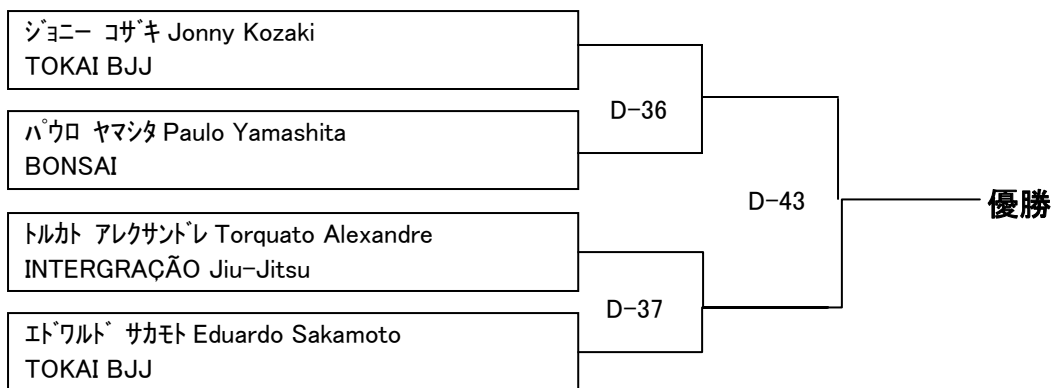 ｼﾞｮﾆｰ ｺｻﾞｷ Jonny Kozaki
TOKAI BJJ
ﾊﾟｳﾛ ﾔﾏｼﾀ Paulo Yamashita
BONSAI
D-36
ﾄﾙｶﾄ ｱﾚｸｻﾝﾄﾞﾚ Torquato Alexandre
INTERGRAÇÃO Jiu-Jitsu
ｴﾄﾞﾜﾙﾄﾞ ｻｶﾓﾄ Eduardo Sakamoto
TOKAI BJJ
D-37
D-43
優勝